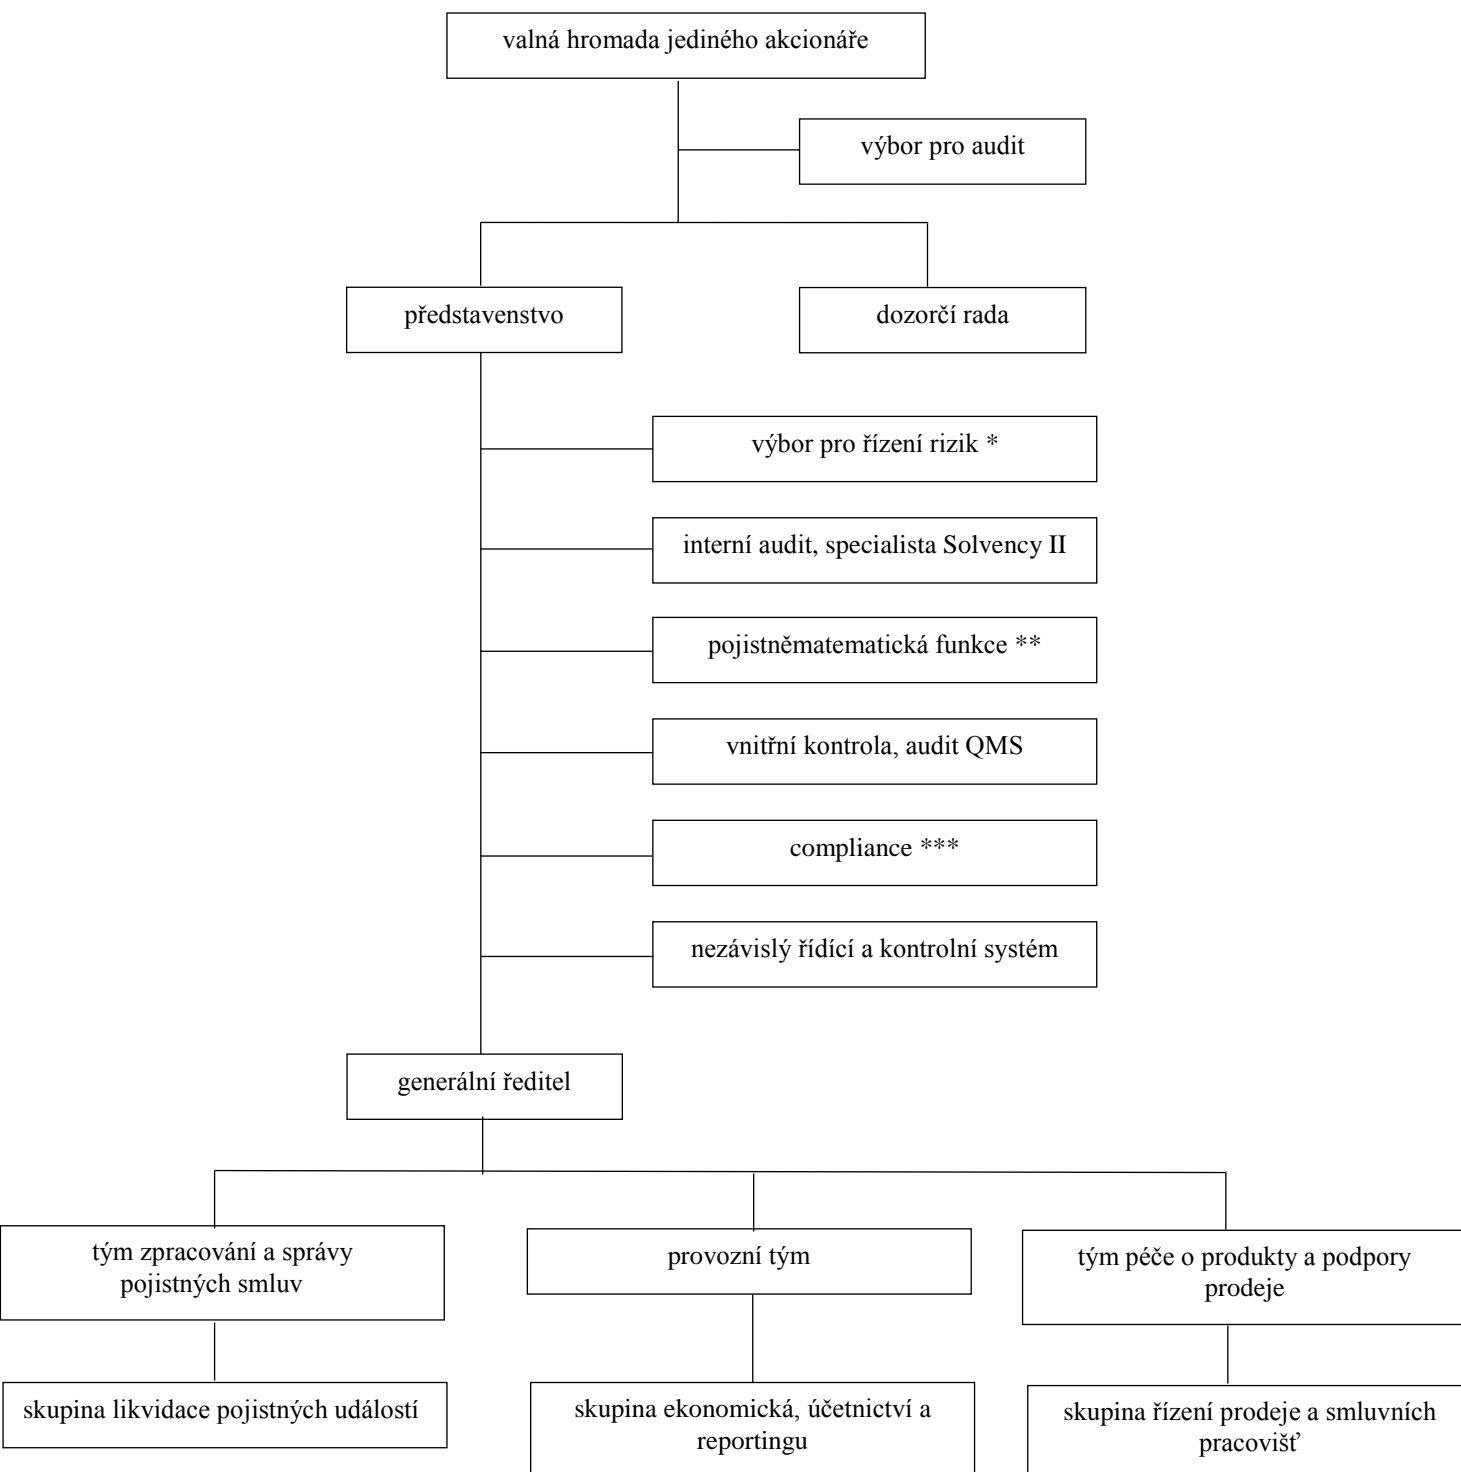 valná hromada jediného akcionáře
výbor pro audit
představenstvo
dozorčí rada
výbor pro řízení rizik *
interní audit, specialista Solvency II
pojistněmatematická funkce **
vnitřní kontrola, audit QMS
compliance ***
nezávislý řídící a kontrolní systém
generální ředitel
tým zpracování a správy
pojistných smluv
provozní tým
tým péče o produkty a podpory
prodeje
skupina likvidace pojistných událostí
skupina ekonomická, účetnictví a
reportingu
skupina řízení prodeje a smluvních
pracovišť